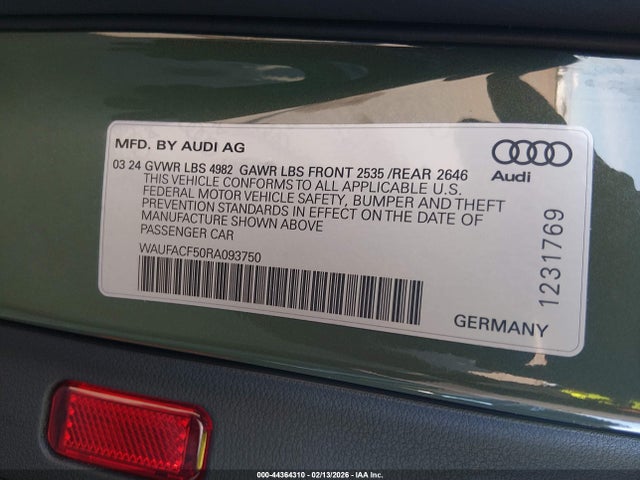 MFD. BY AUDI AG
03 24 GVWR LBS 4982 GAWR LBS FRONT 2535 /REAR 2646
THIS VEHICLE CONFORMS TO ALL APPLICABLE U.S.
FEDERAL MOTOR VEHICLE SAFETY, BUMPER AND THEFT
PREVENTION STANDARDS IN EFFECT ON THE DATE OF
MANUFACTURE SHOWN ABOVE
PASSENGER CAR
WAUFACF50RA093750
Audi
1231769
GERMANY
000-44364310 - 02/13/2026 - IAA Inc.